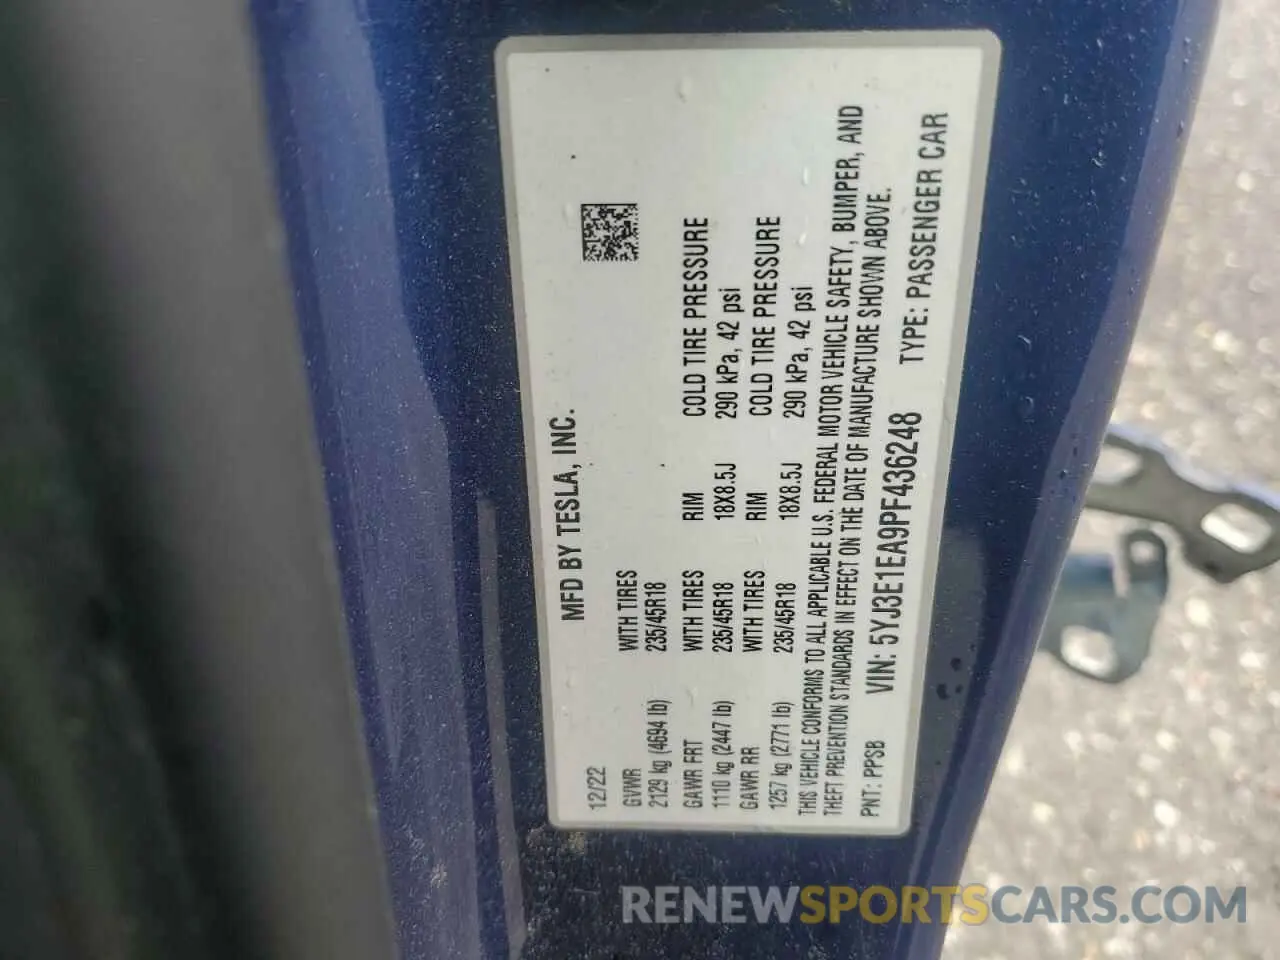 MFD BY TESLA, INC.
12/22
GVWR WITH TIRES
2129 kg (4694 lb) 235/45R18
GAWR FRT WITH TIRES RIM COLD TIRE PRESSURE
1110 kg (2447 lb) 235/45R18 18X8.5J 290 kPa, 42 psi
GAWR RR WITH TIRES RIM COLD TIRE PRESSURE
1257 kg (2771 lb) 235/45R18 18X8.5J 290 kPa, 42 psi
THIS VEHICLE CONFORMS TO ALL APPLICABLE U.S. FEDERAL MOTOR VEHICLE SAFETY, BUMPER, AND
THEFT PREVENTION STANDARDS IN EFFECT ON THE DATE OF MANUFACTURE SHOWN ABOVE.
PNT: PPSB VIN: 5YJ3E1EA9PF436248 TYPE: PASSENGER CAR
RENEWSPORTSCARS.COM